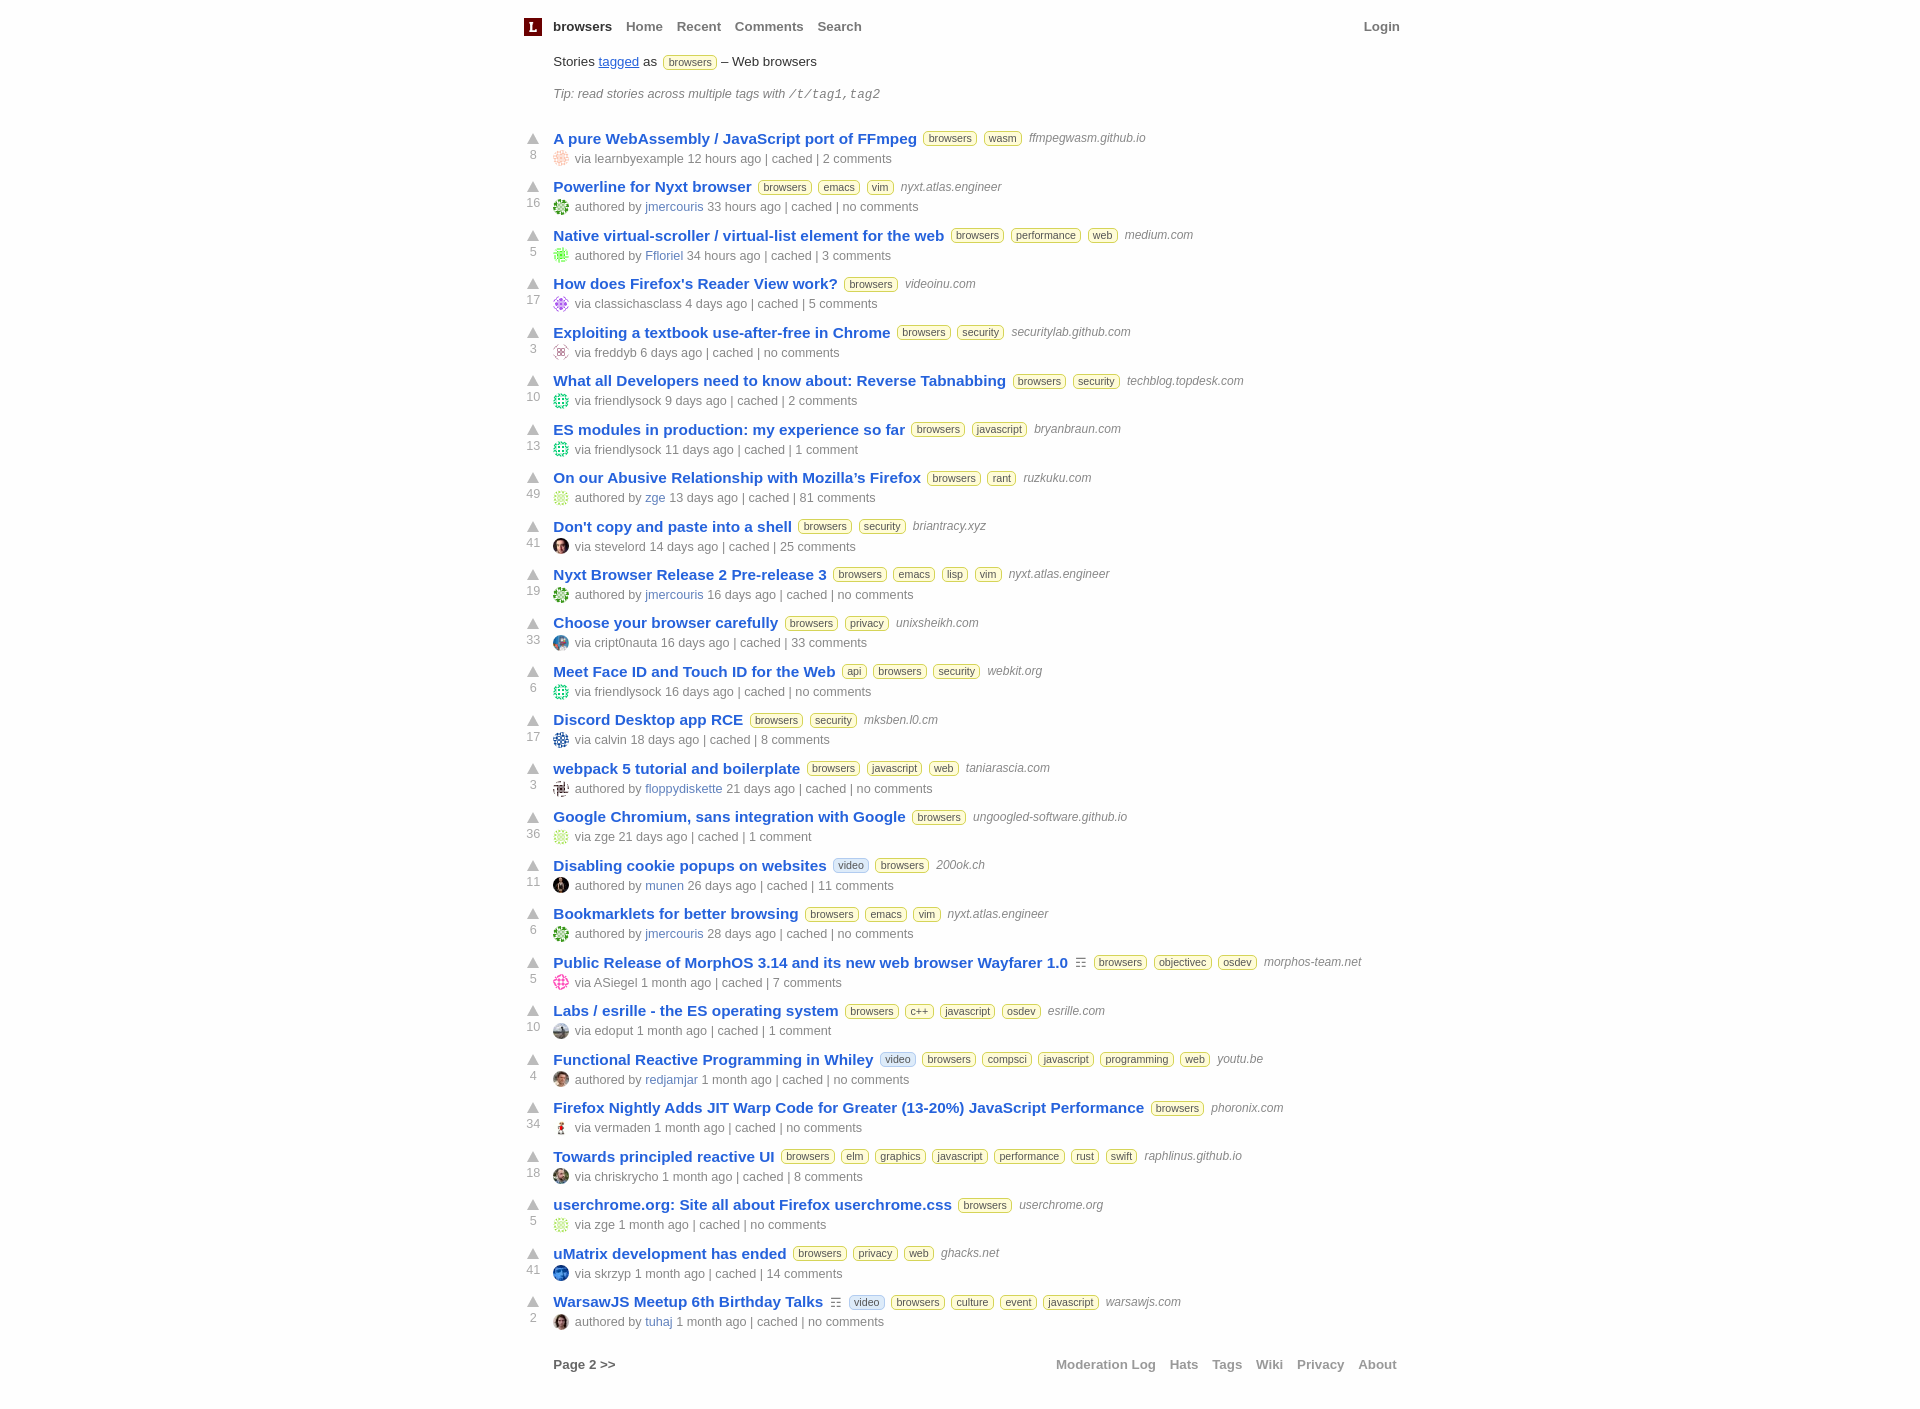 L browsers Home Recent Comments Search Login
Stories tagged as browsers – Web browsers
Tip: read stories across multiple tags with /t/tag1,tag2
A pure WebAssembly / JavaScript port of FFmpeg browsers wasm ffmpegwasm.github.io
8 via learnbyexample 12 hours ago | cached | 2 comments
Powerline for Nyxt browser browsers emacs vim nyxt.atlas.engineer
16 authored by jmercouris 33 hours ago | cached | no comments
Native virtual-scroller / virtual-list element for the web browsers performance web medium.com
5 authored by Ffloriel 34 hours ago | cached | 3 comments
How does Firefox's Reader View work? browsers videoinu.com
17 via classichasclass 4 days ago | cached | 5 comments
Exploiting a textbook use-after-free in Chrome browsers security securitylab.github.com
3 via freddyb 6 days ago | cached | no comments
What all Developers need to know about: Reverse Tabnabbing browsers security techblog.topdesk.com
10 via friendlysock 9 days ago | cached | 2 comments
ES modules in production: my experience so far browsers javascript bryanbraun.com
13 via friendlysock 11 days ago | cached | 1 comment
On our Abusive Relationship with Mozilla’s Firefox browsers rant ruzkuku.com
49 authored by zge 13 days ago | cached | 81 comments
Don't copy and paste into a shell browsers security briantracy.xyz
41 via stevelord 14 days ago | cached | 25 comments
Nyxt Browser Release 2 Pre-release 3 browsers emacs lisp vim nyxt.atlas.engineer
19 authored by jmercouris 16 days ago | cached | no comments
Choose your browser carefully browsers privacy unixsheikh.com
33 via cript0nauta 16 days ago | cached | 33 comments
Meet Face ID and Touch ID for the Web api browsers security webkit.org
6 via friendlysock 16 days ago | cached | no comments
Discord Desktop app RCE browsers security mksben.l0.cm
17 via calvin 18 days ago | cached | 8 comments
webpack 5 tutorial and boilerplate browsers javascript web taniarascia.com
3 authored by floppydiskette 21 days ago | cached | no comments
Google Chromium, sans integration with Google browsers ungoogled-software.github.io
36 via zge 21 days ago | cached | 1 comment
Disabling cookie popups on websites video browsers 200ok.ch
11 authored by munen 26 days ago | cached | 11 comments
Bookmarklets for better browsing browsers emacs vim nyxt.atlas.engineer
6 authored by jmercouris 28 days ago | cached | no comments
Public Release of MorphOS 3.14 and its new web browser Wayfarer 1.0 ☶ browsers objectivec osdev morphos-team.net
5 via ASiegel 1 month ago | cached | 7 comments
Labs / esrille - the ES operating system browsers c++ javascript osdev esrille.com
10 via edoput 1 month ago | cached | 1 comment
Functional Reactive Programming in Whiley video browsers compsci javascript programming web youtu.be
4 authored by redjamjar 1 month ago | cached | no comments
Firefox Nightly Adds JIT Warp Code for Greater (13-20%) JavaScript Performance browsers phoronix.com
34 via vermaden 1 month ago | cached | no comments
Towards principled reactive UI browsers elm graphics javascript performance rust swift raphlinus.github.io
18 via chriskrycho 1 month ago | cached | 8 comments
userchrome.org: Site all about Firefox userchrome.css browsers userchrome.org
5 via zge 1 month ago | cached | no comments
uMatrix development has ended browsers privacy web ghacks.net
41 via skrzyp 1 month ago | cached | 14 comments
WarsawJS Meetup 6th Birthday Talks ☶ video browsers culture event javascript warsawjs.com
2 authored by tuhaj 1 month ago | cached | no comments
Page 2 >> Moderation Log Hats Tags Wiki Privacy About